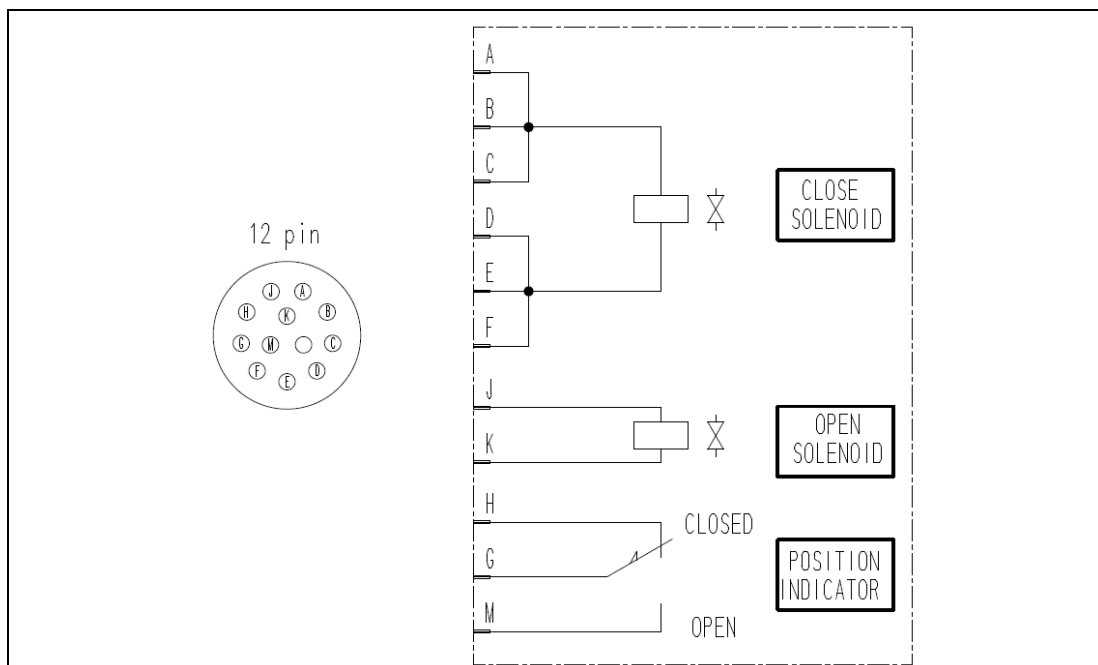 12 pin
J
A
H
K
B
G
M
C
F
D
E
A
B
C
D
E
F
J
K
H
G
M
CLOSE
SOLENOID
OPEN
SOLENOID
CLOSED
POSITION
INDICATOR
OPEN